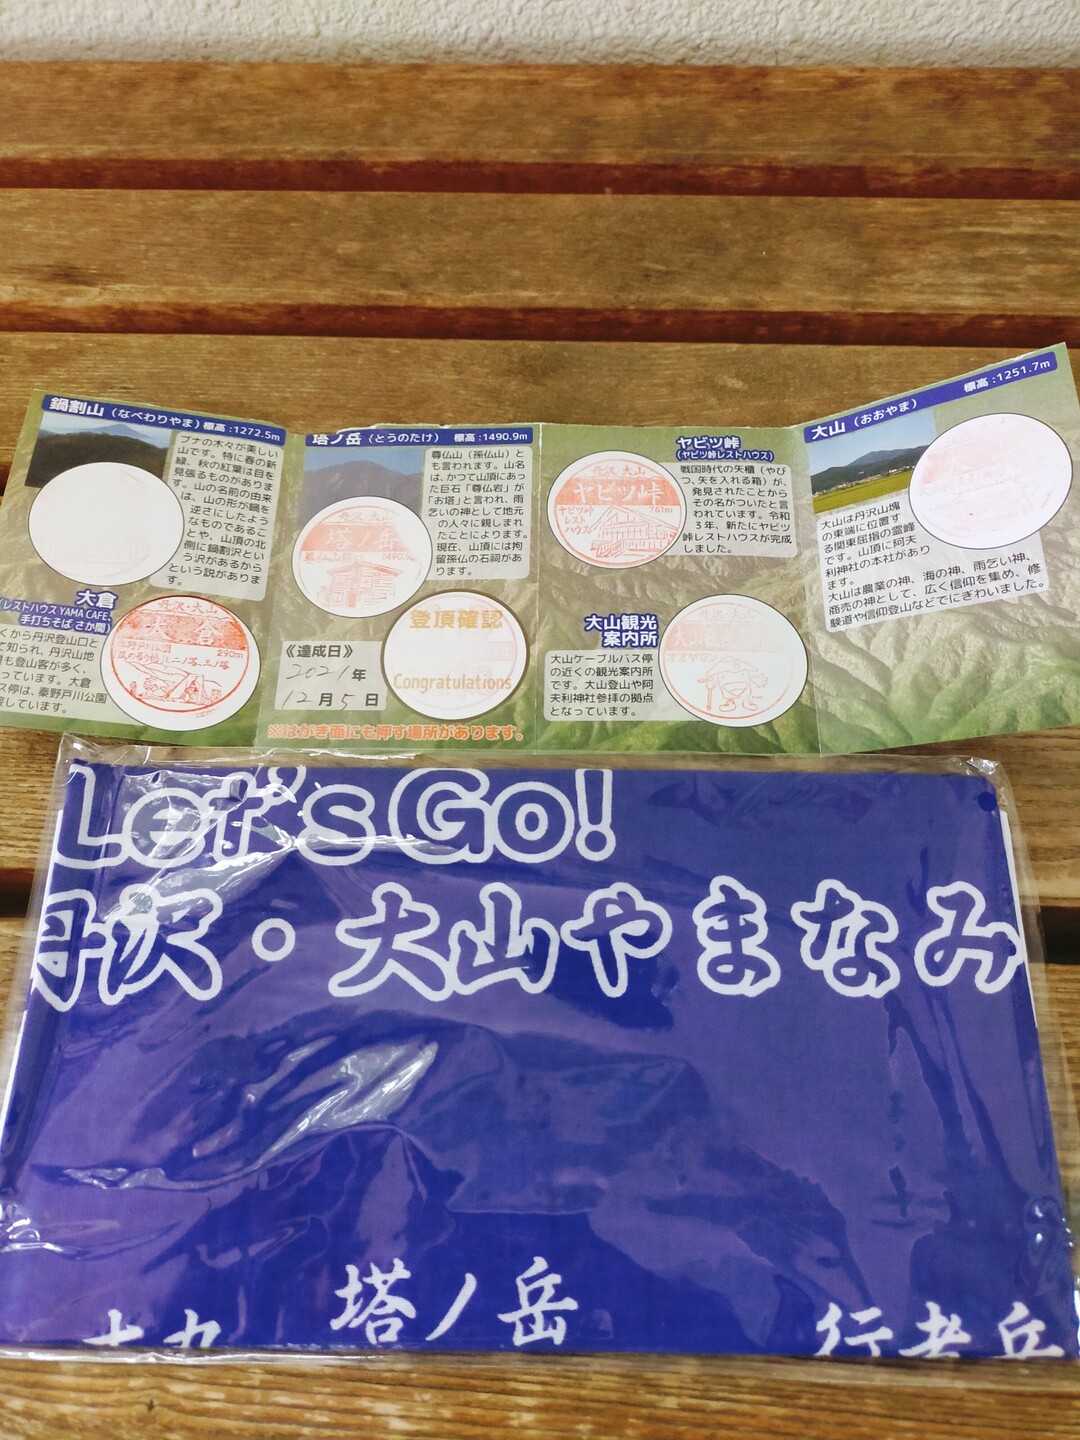 鍋割山（なべわりやま）標高：1272.5m
ブナの木々が美しい
山です。特に春の新
緑、秋の紅葉は目を
見張るものがありま
す。山の名前の由来
は、山の形が鍋を
逆さにしたよう
なものであるこ
とや、山頂の北
側に鍋割沢とい
う沢があるから
という説がありま
す。
大倉
（レストハウス YAMA CAFE、
手打ちそば さか間）
くから丹沢登山口と
て知られ、丹沢山地
も登山客が多く、
っています。大倉
ス停は、秦野戸川公園
しています。
丹沢・大山
大倉
290m
塔ノ岳（とうのたけ）標高：1490.9m
尊仏山（孫仏山）と
も言われます。山名
は、かつて山頂にあっ
た巨石「尊仏岩」が
「お塔」と言われ、雨
乞いの神として地元
の人々に親しまれ
たことによります。
現在、山頂には拘
留孫仏の石祠があ
ります。
丹沢・大山
塔ノ岳
《達成日》
2021年
12月5日
登頂確認
Congratulations
※はがき面にも押す場所があります。
ヤビツ峠
（ヤビツ峠レストハウス）
戦国時代の矢櫃（やび
つ、矢を入れる箱）が、
発見されたことから
その名がついたと言
われています。令和
3年、新たにヤビツ
峠レストハウスが完成
しました。
丹沢・大山
ヤビツ峠
761m
ヤビツ峠
レスト
ハウス
大山観光
案内所
大山ケーブルバス停
の近くの観光案内所
です。大山登山や阿
夫利神社参拝の拠点
となっています。
大山（おおやま）
標高：1251.7m
大山は丹沢山塊
の東端に位置す
る関東屈指の霊峰
です。山頂に阿夫
利神社の本社があり
ます。
大山は農業の神、海の神、雨乞い神、
商売の神として、広く信仰を集め、修
験道や信仰登山などでにぎわいました。
Let's Go!
丹沢・大山やまなみ
塔ノ岳
行者岳